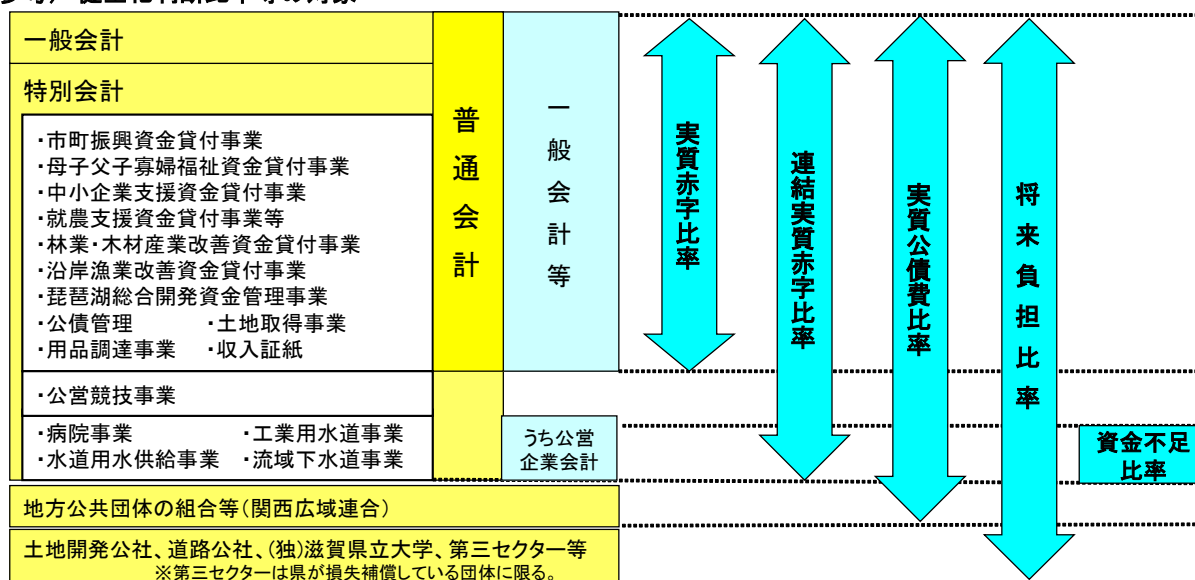 一般会計
特別会計
・市町振興資金貸付事業
・母子父子寡婦福祉資金貸付事業
・中小企業支援資金貸付事業
・就農支援資金貸付事業等
・林業・木材産業改善資金貸付事業
・沿岸漁業改善資金貸付事業
・琵琶湖総合開発資金管理事業
・公債管理 ・土地取得事業
・用品調達事業 ・収入証紙
・公営競技事業
・病院事業 ・工業用水道事業
・水道用水供給事業 ・流域下水道事業
普通会計
一般会計等
うち公営
企業会計
地方公共団体の組合等(関西広域連合)
土地開発公社、道路公社、(独)滋賀県立大学、第三セクター等
※第三セクターは県が損失補償している団体に限る。
実質赤字比率
連結実質赤字比率
実質公債費比率
将来負担比率
資金不足
比率